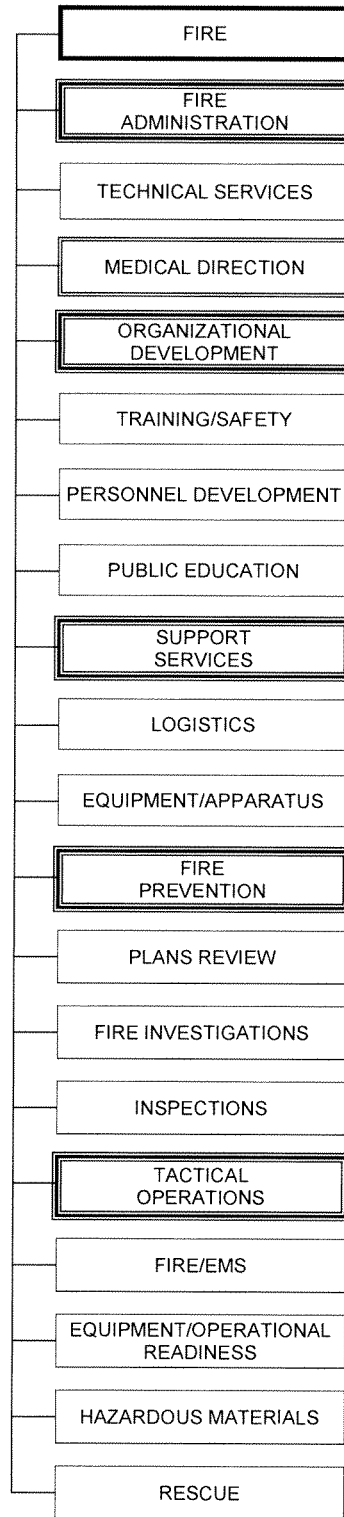 FIRE
FIRE
ADMINISTRATION
TECHNICAL SERVICES
MEDICAL DIRECTION
ORGANIZATIONAL
DEVELOPMENT
TRAINING/SAFETY
PERSONNEL DEVELOPMENT
PUBLIC EDUCATION
SUPPORT
SERVICES
LOGISTICS
EQUIPMENT/APPARATUS
FIRE
PREVENTION
PLANS REVIEW
FIRE INVESTIGATIONS
INSPECTIONS
TACTICAL
OPERATIONS
FIRE/EMS
EQUIPMENT/OPERATIONAL
READINESS
HAZARDOUS MATERIALS
RESCUE